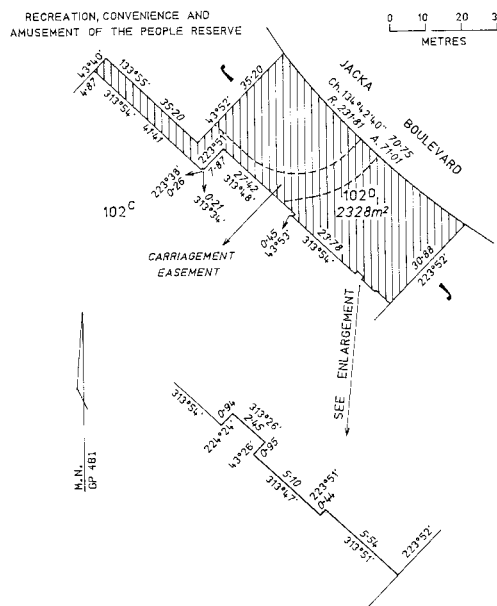 RECREATION, CONVENIENCE AND
AMUSEMENT OF THE PEOPLE RESERVE
0 10 20 30
METRES
JACKA
BOULEVARD
Ch. 134°42'40" 70·75
R. 231·81 A. 71·01
43°40'
4·87
133°55'
35·20
313°54'
41·41
43°52'
35·20
223°51'
7·87
223°38'
0·26
0·21
313°34'
27·42
313°48'
102D
2328m²
102C
CARRIAGEMENT
EASEMENT
0·45
43°53'
23·78
313°54'
30·88
223°52'
SEE ENLARGEMENT
M.N.
GP 481
313°54'
0·94
224°24'
313°26'
2·45
43°26'
0·95
5·10
313°47'
223°51'
0·44
5·54
313°51'
223°52'